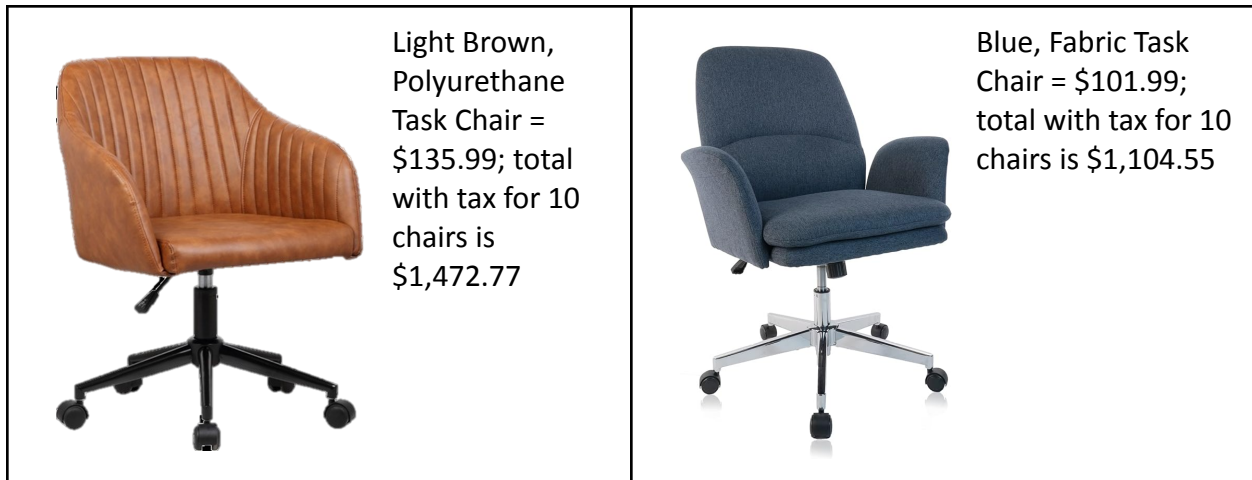 Light Brown,
Polyurethane
Task Chair =
$135.99; total
with tax for 10
chairs is
$1,472.77
Blue, Fabric Task
Chair = $101.99;
total with tax for 10
chairs is $1,104.55